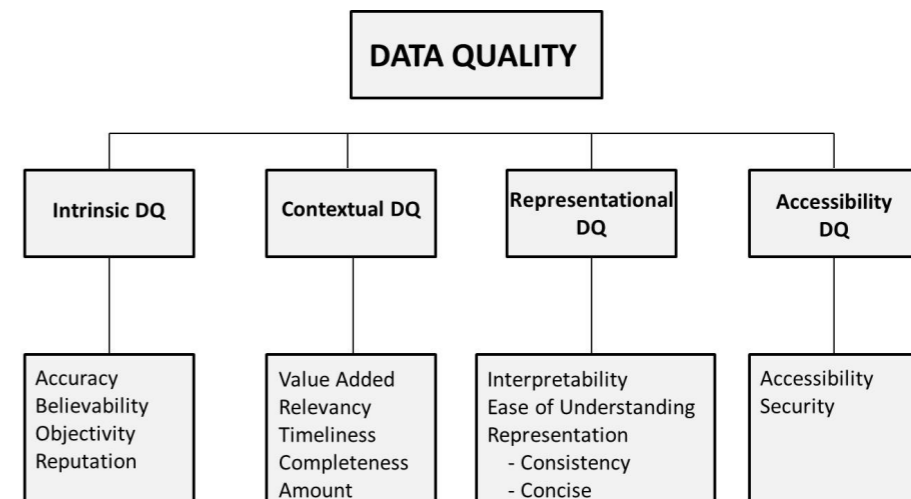 DATA QUALITY
Intrinsic DQ
Contextual DQ
Representational
DQ
Accessibility
DQ
Accuracy
Believability
Objectivity
Reputation
Value Added
Relevancy
Timeliness
Completeness
Amount
Interpretability
Ease of Understanding
Representation
- Consistency
- Concise
Accessibility
Security